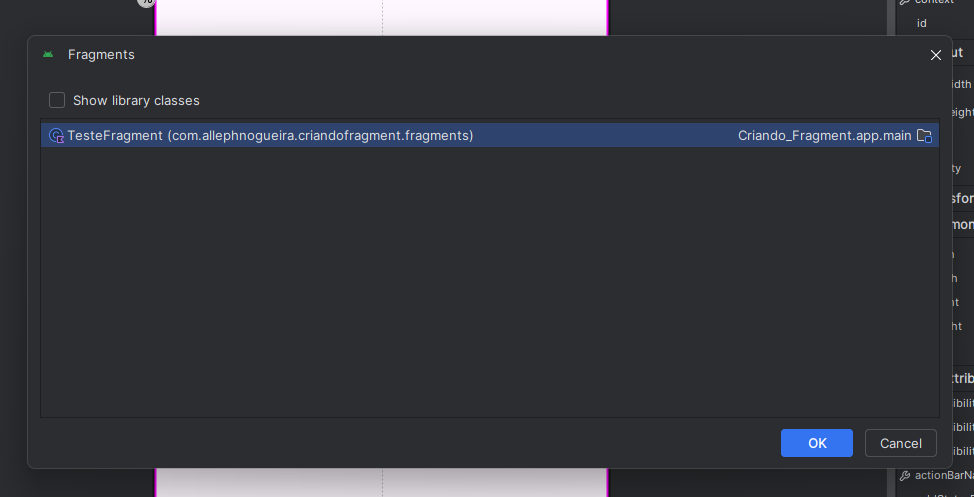 context
id
Fragments
Show library classes
TesteFragment (com.allephnogueira.criandofragment.fragments) Criando_Fragment.app.main
OK
Cancel
actionBarNa